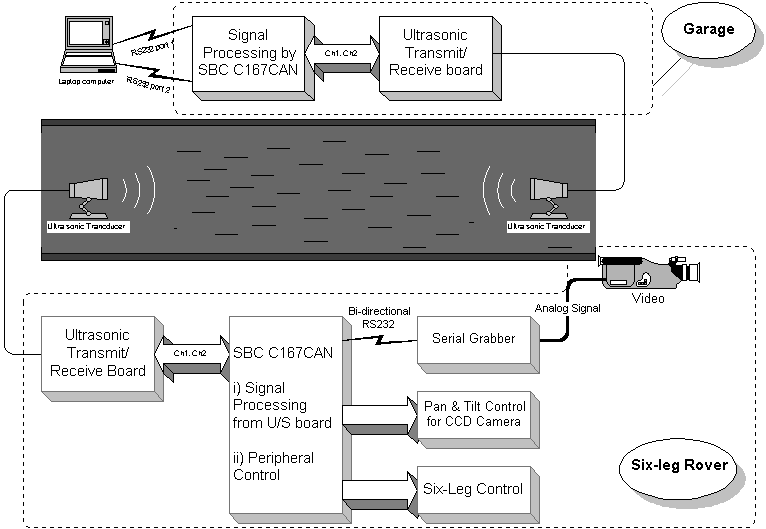 Signal
Processing by
SBC C167CAN
Ch1. Ch2
Ultrasonic
Transmit/
Receive board
Garage
RS232 port 1
RS232 port 2
Laptop computer
Ultrasonic Tranducer
Ultrasonic Tranducer
Video
Analog Signal
Bi-directional
RS232
Ultrasonic
Transmit/
Receive Board
Ch1. Ch2
SBC C167CAN
i) Signal
Processing
from U/S board
ii) Peripheral
Control
Serial Grabber
Pan & Tilt Control
for CCD Camera
Six-Leg Control
Six-leg Rover